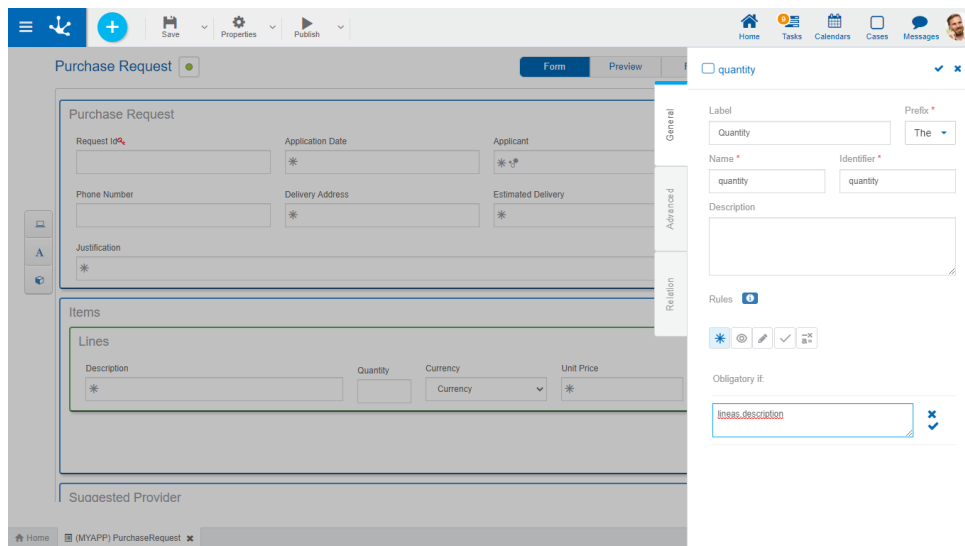 Save
Properties
Publish
Home
9
Tasks
Calendars
Cases
Messages
Purchase Request
Form
Preview
quantity
Purchase Request
Request Id
Application Date
Applicant
Phone Number
Delivery Address
Estimated Delivery
Justification
Items
Lines
Description
Quantity
Currency
Unit Price
Currency
Suggested Provider
General
Advanced
Relation
Label
Prefix *
Quantity
The
Name *
Identifier *
quantity
quantity
Description
Rules
Obligatory if:
lineas.description
Home
(MYAPP) PurchaseRequest